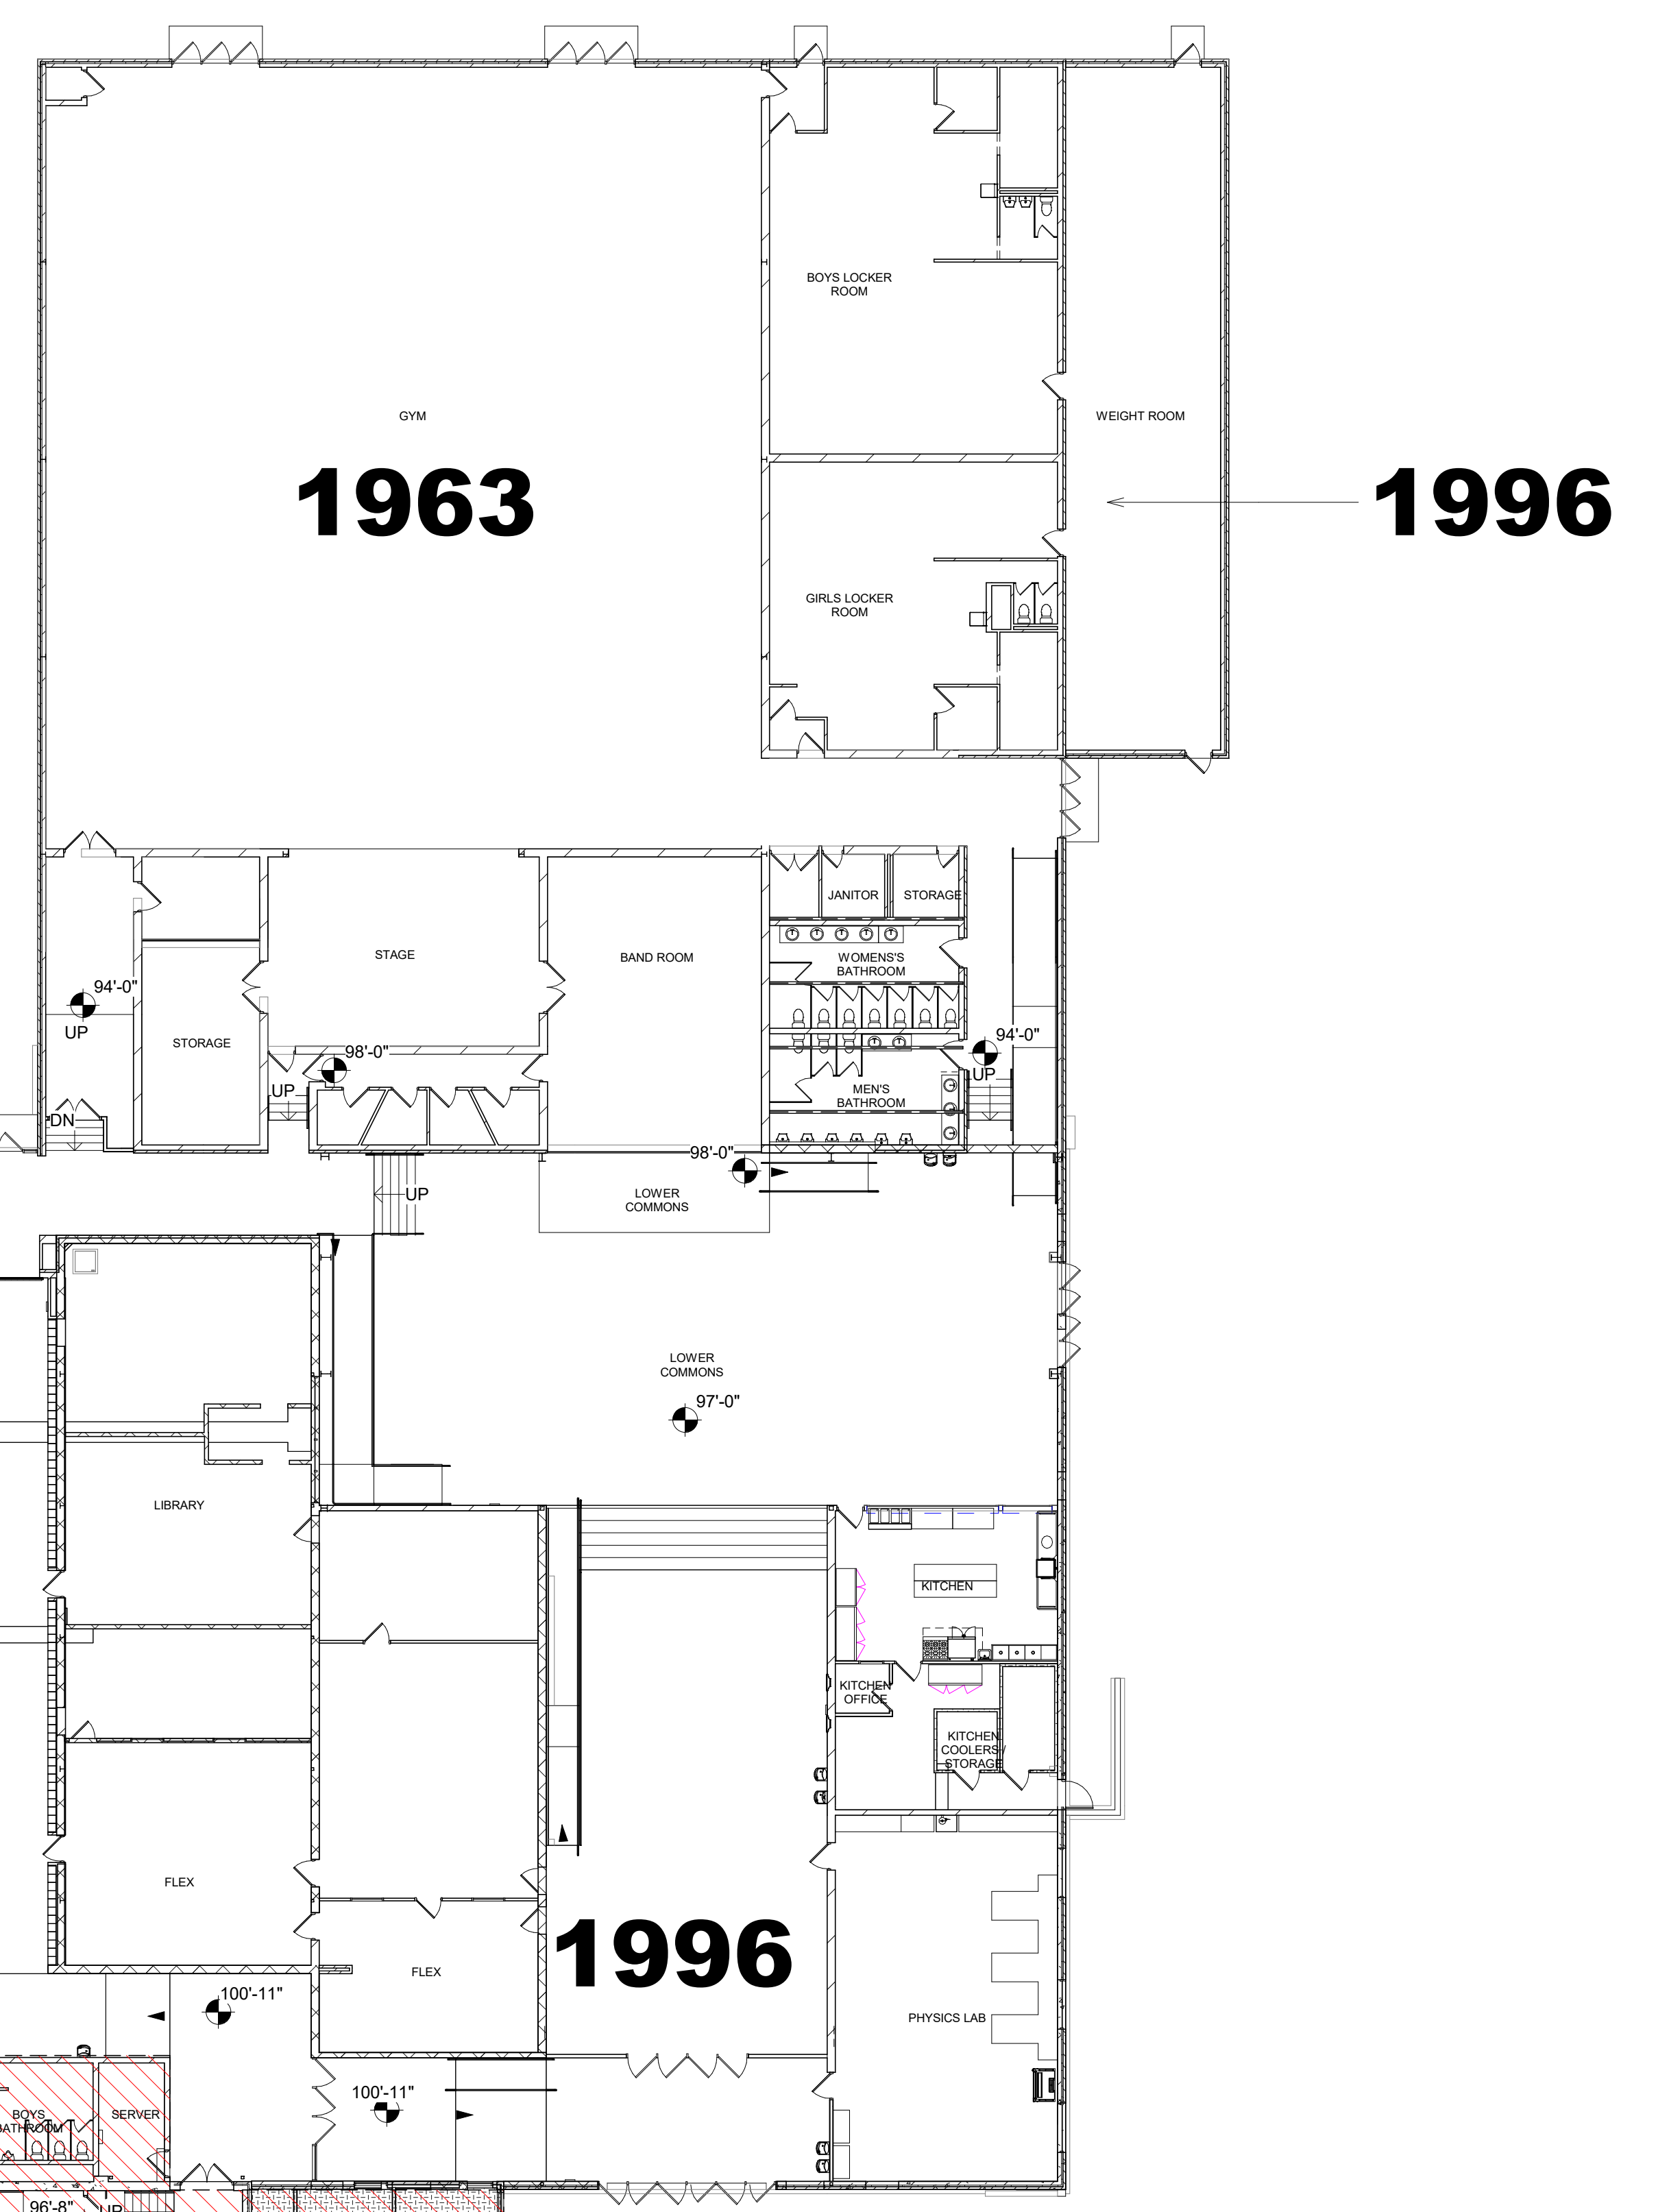 BOYS LOCKER
ROOM
GYM
WEIGHT ROOM
1963
1996
GIRLS LOCKER
ROOM
JANITOR
STORAGE
STAGE
BAND ROOM
WOMENS'S
BATHROOM
94'-0"
UP
STORAGE
98'-0"
94'-0"
UP
UP
MEN'S
BATHROOM
DN
98'-0"
UP
LOWER
COMMONS
LOWER
COMMONS
97'-0"
LIBRARY
KITCHEN
KITCHEN
OFFICE
KITCHEN
COOLERS /
STORAGE
FLEX
1996
FLEX
100'-11"
PHYSICS LAB
100'-11"
BOYS
BATHROOM
SERVER
96'-8"
UP